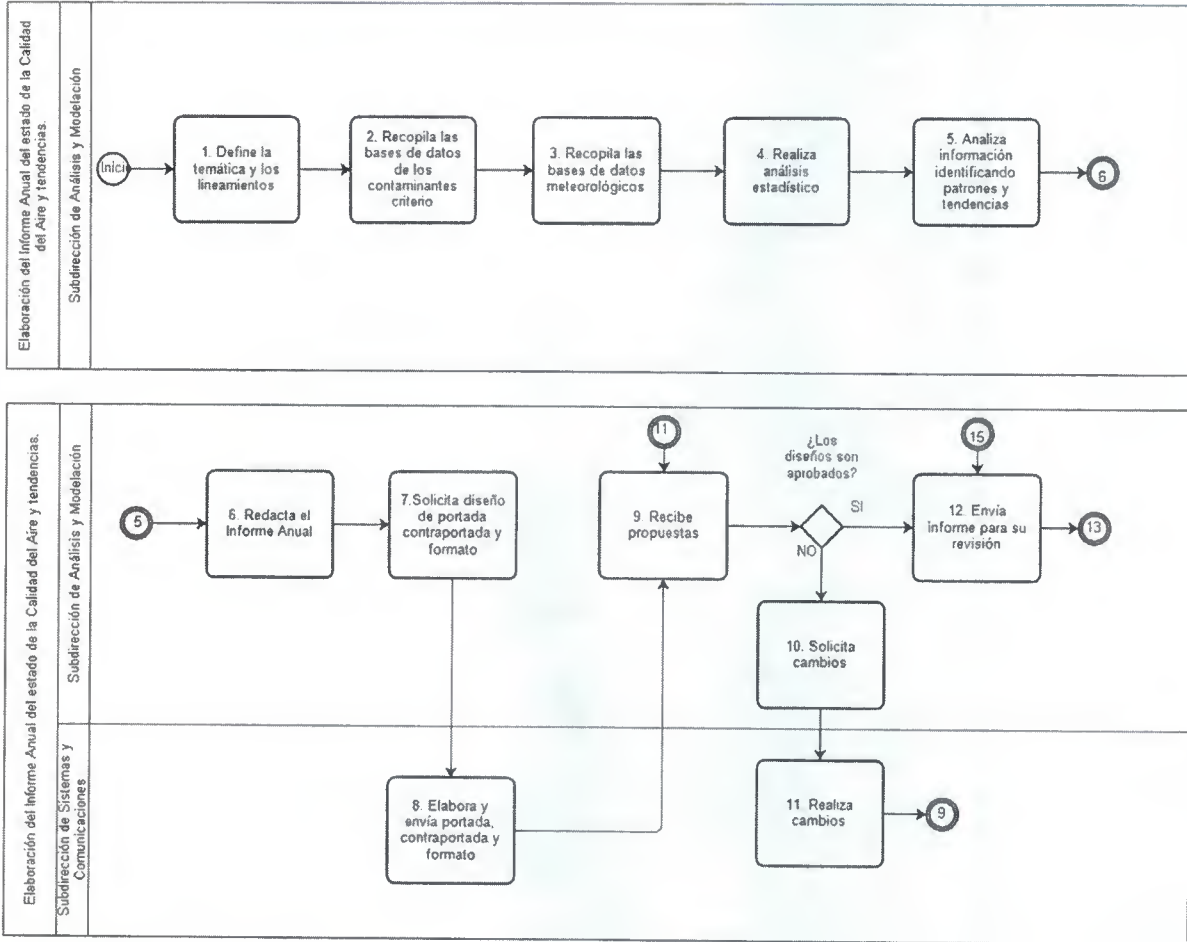 Elaboración del Informe Anual del estado de la Calidad
del Aire y tendencias.
Subdirección de Análisis y Modelación
Inici
1. Define la
temática y los
lineamientos
2. Recopila las
bases de datos
de los
contaminantes
criterio
3. Recopila las
bases de datos
meteorológicos
4. Realiza
análisis
estadístico
5. Analiza
información
identificando
patrones y
tendencias
6
Elaboración del Informe Anual del estado de la Calidad del Aire y tendencias.
Subdirección de Análisis y Modelación
5
6. Redacta el
Informe Anual
7.Solicita diseño
de portada
contraportada y
formato
11
9. Recibe
propuestas
¿Los
diseños son
aprobados?
SI
NO
15
12. Envía
informe para su
revisión
13
10. Solicita
cambios
Subdirección de Sistemas y
Comunicaciones
8. Elabora y
envía portada,
contraportada y
formato
11. Realiza
cambios
9